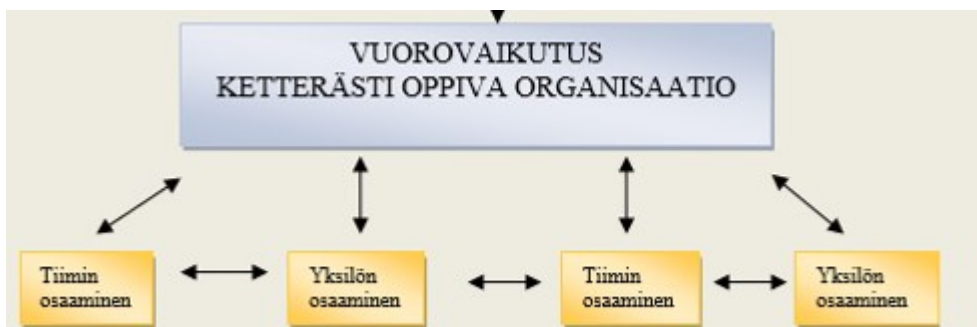 VUOROVAIKUTUS
KETTERÄSTI OPPIVA ORGANISAATIO
Tiimin
osaaminen
Yksilön
osaaminen
Tiimin
osaaminen
Yksilön
osaaminen